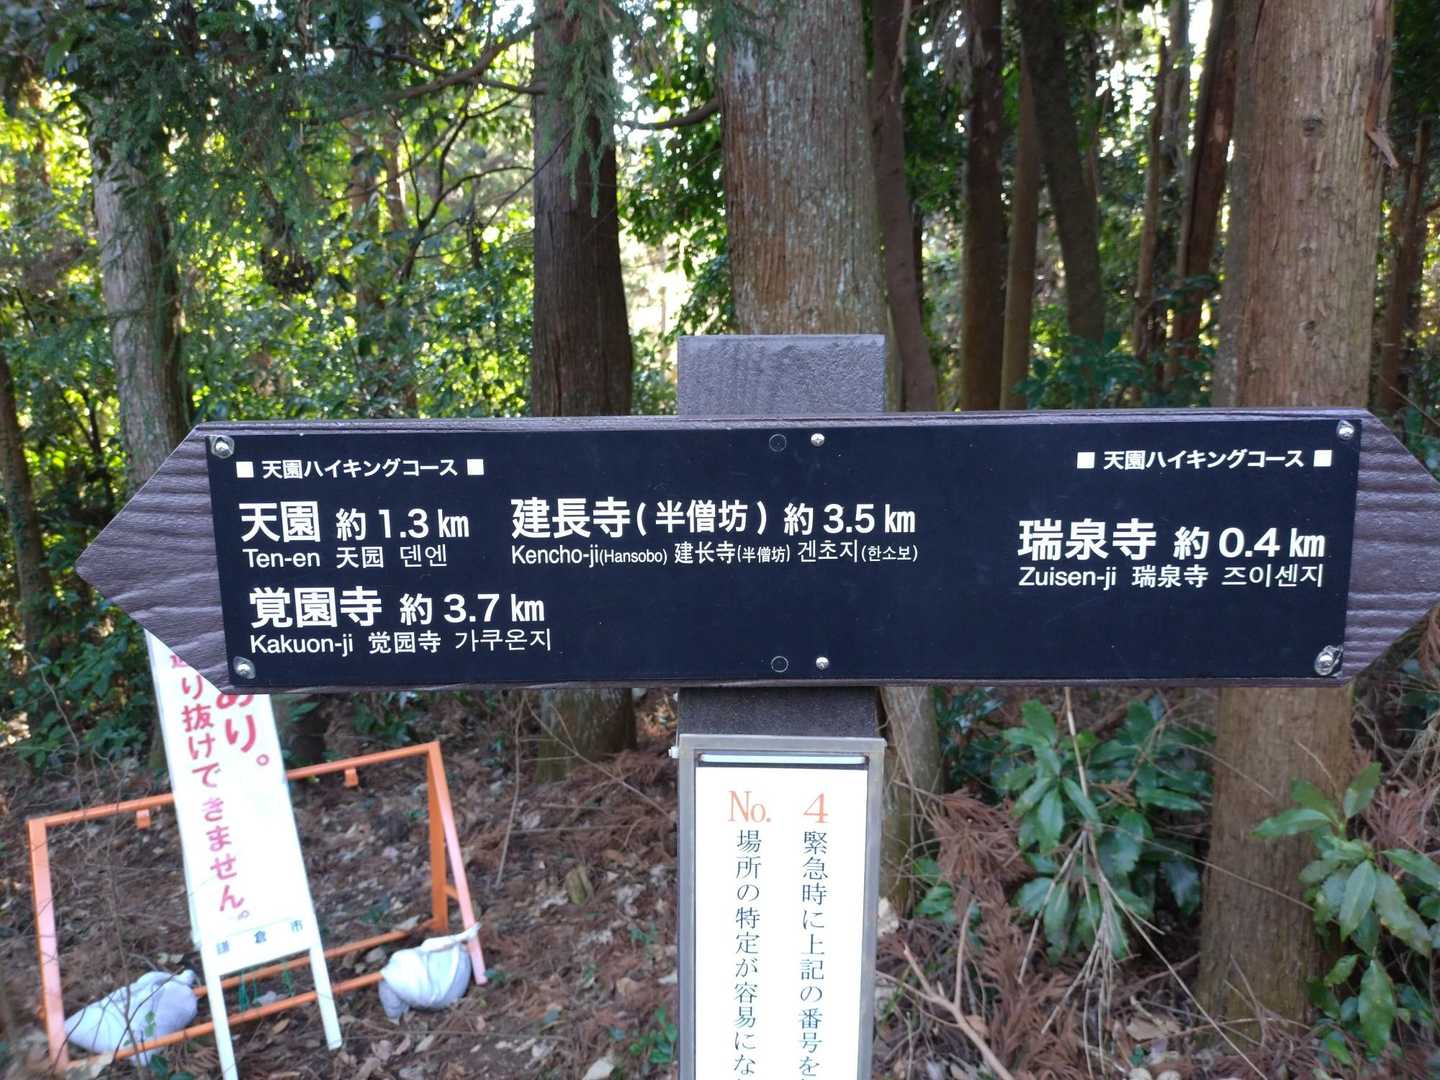 ■ 天園ハイキングコース ■
天園 約 1.3 km
Ten-en 天园 덴엔
建長寺(半僧坊) 約 3.5 km
Kencho-ji(Hansobo) 建长寺(半僧坊) 겐초지(한소보)
覚園寺 約 3.7 km
Kakuon-ji 觉园寺 가쿠온지
■ 天園ハイキングコース ■
瑞泉寺 約 0.4 km
Zuisen-ji 瑞泉寺 즈이센지
No. 4
緊急時に上記の番号を
場所の特定が容易にな
あり。
り抜けできません。
鎌倉市